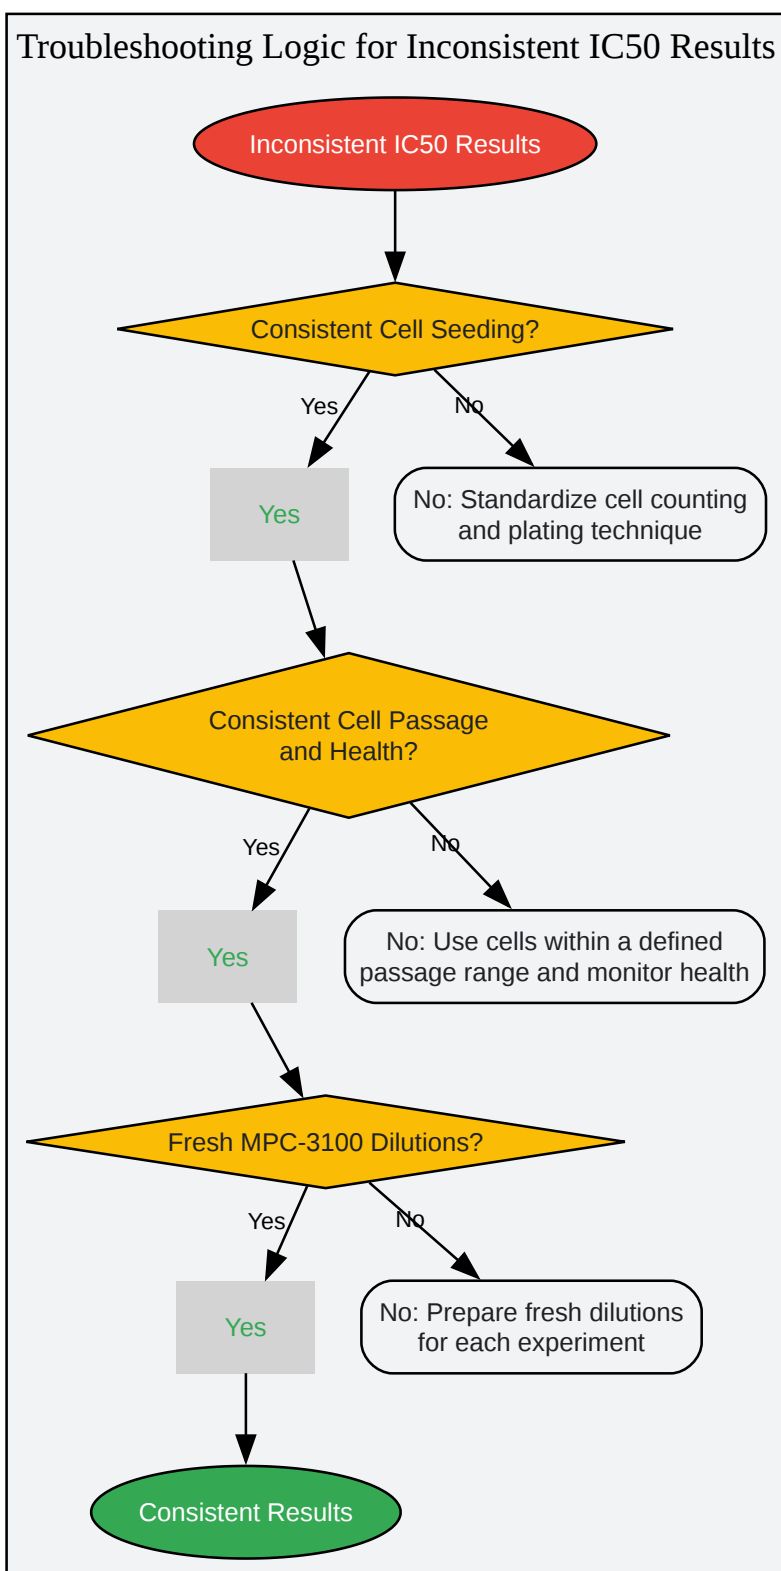 Troubleshooting Logic for Inconsistent IC50 Results
Inconsistent IC50 Results
Consistent Cell Seeding?
Yes
No
Yes
No: Standardize cell counting
and plating technique
Consistent Cell Passage
and Health?
Yes
No
Yes
No: Use cells within a defined
passage range and monitor health
Fresh MPC-3100 Dilutions?
Yes
No
Yes
No: Prepare fresh dilutions
for each experiment
Consistent Results